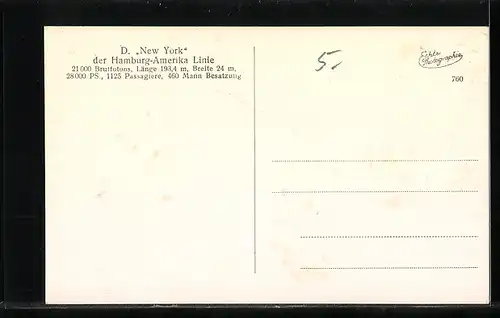 D. „New York“
der Hamburg-Amerika Linie
21000 Bruttotons, Länge 193,4 m, Breite 24 m,
28000 PS., 1125 Passagiere, 460 Mann Besatzung
5.
Echte
Photographie
760